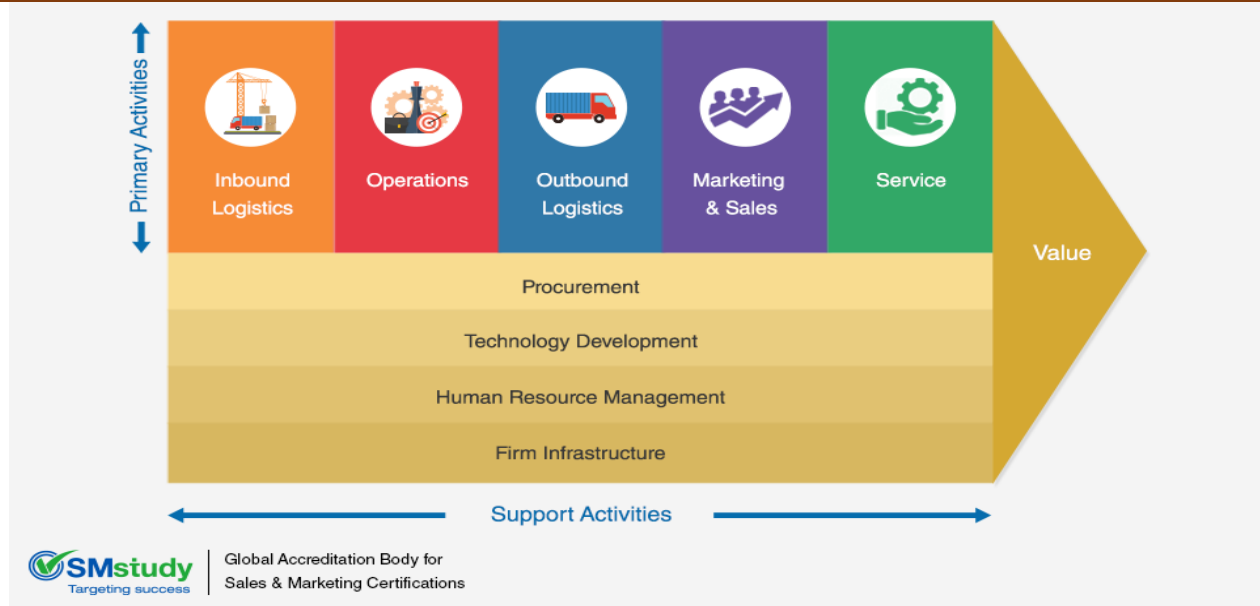 Primary Activities
Inbound
Logistics
Operations
Outbound
Logistics
Marketing
& Sales
Service
Value
Procurement
Technology Development
Human Resource Management
Firm Infrastructure
Support Activities
SMstudy
Targeting success
Global Accreditation Body for
Sales & Marketing Certifications